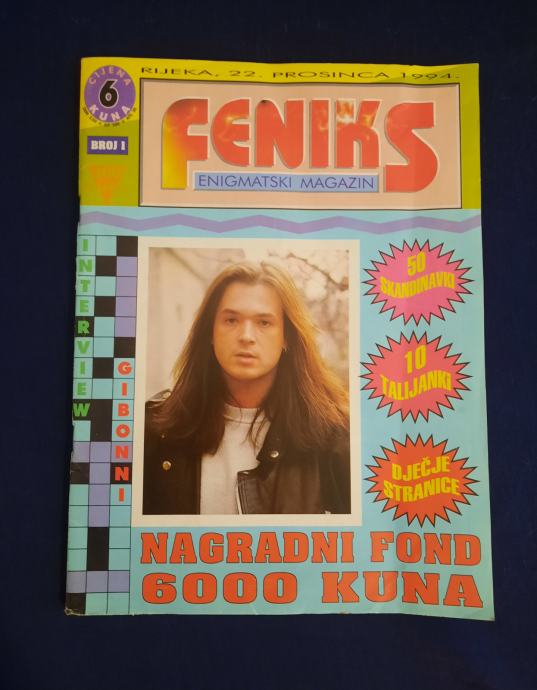 CIJENA
6
KUNA
RIJEKA, 22. PROSINCA 1994.
BROJ 1
FENIKS
ENIGMATSKI MAGAZIN
INTERVIEW
GIBONNI
50
SKANDINAVKI
10
TALIJANKI
DJEČJE
STRANICE
NAGRADNI FOND
6000 KUNA